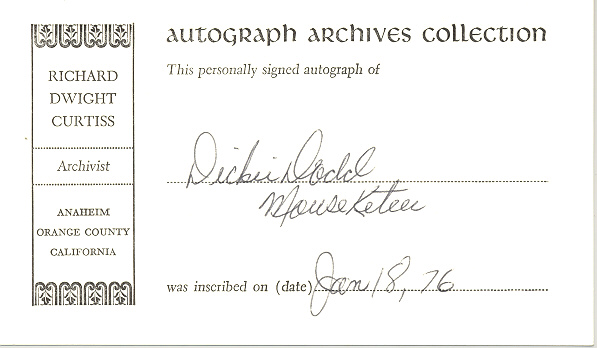 RICHARD
DWIGHT
CURTISS
Archivist
ANAHEIM
ORANGE COUNTY
CALIFORNIA
AUTOGRAPH ARCHIVES COLLECTION
This personally signed autograph of
Dickie Dodd
MouseKeteer
was inscribed on (date) Jan 18, 76